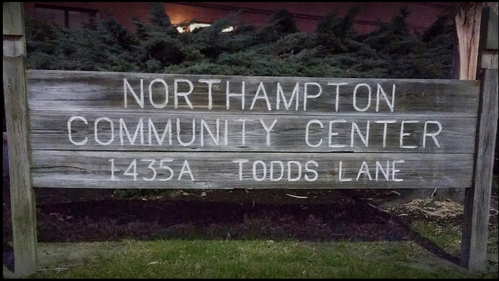 NORTHAMPTON
COMMUNITY CENTER
1435A TODDS LANE